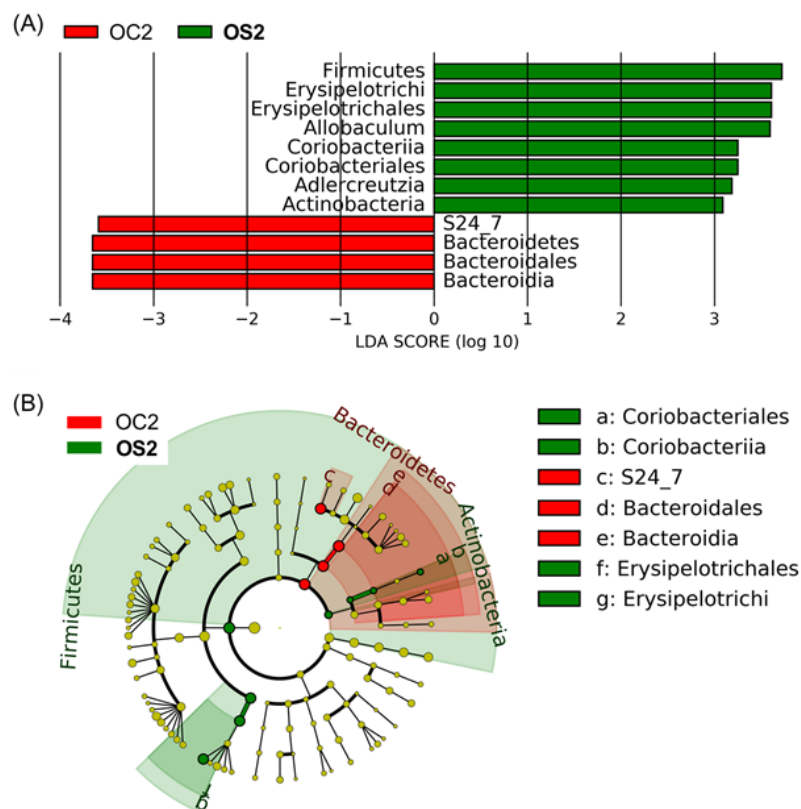 (A)
OC2 OS2
Firmicutes
Erysipelotrichi
Erysipelotrichales
Allobaculum
Coriobacteriia
Coriobacteriales
Adlercreutzia
Actinobacteria
S24_7
Bacteroidetes
Bacteroidales
Bacteroidia
−4 −3 −2 −1 0 1 2 3
LDA SCORE (log 10)
(B)
OC2
OS2
Bacteroidetes
c
e
d
Actinobacteria
b
a
Firmicutes
f
g
a: Coriobacteriales
b: Coriobacteriia
c: S24_7
d: Bacteroidales
e: Bacteroidia
f: Erysipelotrichales
g: Erysipelotrichi